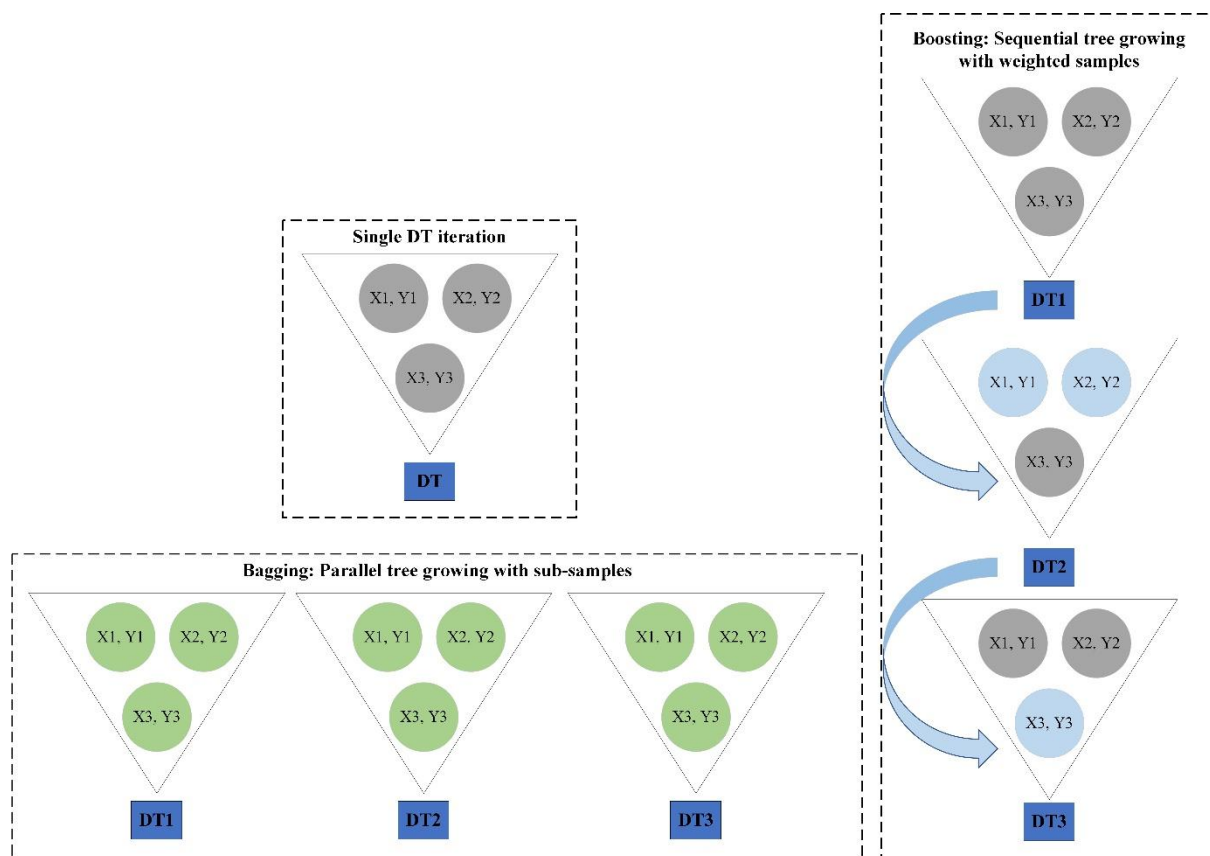 Single DT iteration
X1, Y1
X2, Y2
X3, Y3
DT
Bagging: Parallel tree growing with sub-samples
X1, Y1
X2, Y2
X3, Y3
DT1
X1, Y1
X2, Y2
X3, Y3
DT2
X1, Y1
X2, Y2
X3, Y3
DT3
Boosting: Sequential tree growing
with weighted samples
X1, Y1
X2, Y2
X3, Y3
DT1
X1, Y1
X2, Y2
X3, Y3
DT2
X1, Y1
X2, Y2
X3, Y3
DT3